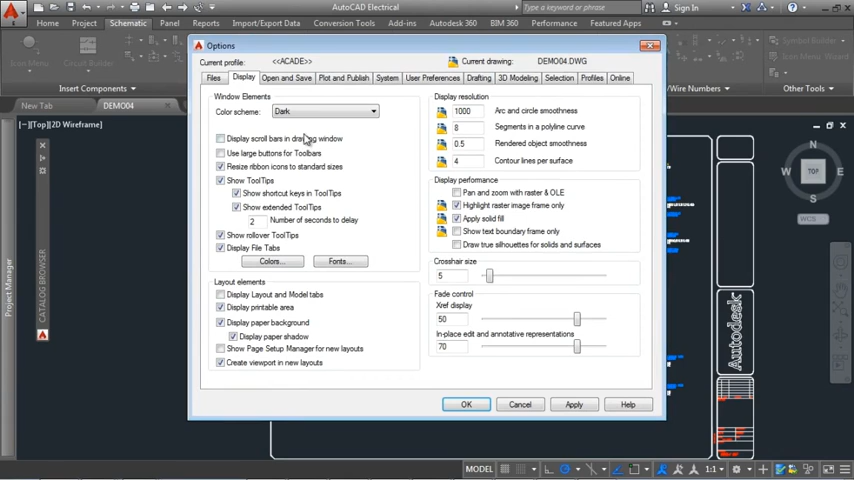 AutoCAD Electrical
Type a keyword or phrase
Sign In
Home Schematic Panel Reports Import/Export Data Conversion Tools Add-ins Autodesk 360 BIM 360 Performance Featured Apps
Icon Menu
Circuit Builder
Insert Components
Symbol Builder
/Wire Numbers
New Tab DEMO04
[Top][2D Wireframe]
Project Manager
CATALOG BROWSER
Options
Current profile: <<ACADE>> Current drawing: DEMO04.DWG
Files Display Open and Save Plot and Publish System User Preferences Drafting 3D Modeling Selection Profiles Online
Window Elements
Color scheme: Dark
Display scroll bars in drawing window
Use large buttons for Toolbars
Resize ribbon icons to standard sizes
Show ToolTips
Show shortcut keys in ToolTips
Show extended ToolTips
2 Number of seconds to delay
Show rollover ToolTips
Display File Tabs
Colors... Fonts...
Layout elements
Display Layout and Model tabs
Display printable area
Display paper background
Display paper shadow
Show Page Setup Manager for new layouts
Create viewport in new layouts
Display resolution
1000 Arc and circle smoothness
8 Segments in a polyline curve
0.5 Rendered object smoothness
4 Contour lines per surface
Display performance
Pan and zoom with raster & OLE
Highlight raster image frame only
Apply solid fill
Show text boundary frame only
Draw true silhouettes for solids and surfaces
Crosshair size
5
Fade control
Xref display
50
In-place edit and annotative representations
70
OK Cancel Apply Help
N
W TOP E
S
WCS
Autodesk
MODEL 1:1